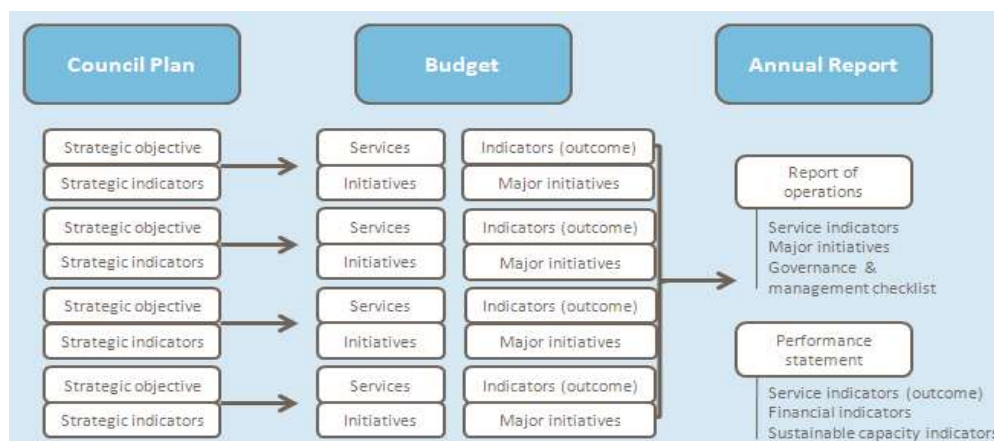 Council Plan
Budget
Annual Report
Strategic objective
Strategic indicators
Services
Initiatives
Indicators (outcome)
Major initiatives
Strategic objective
Strategic indicators
Services
Initiatives
Indicators (outcome)
Major initiatives
Strategic objective
Strategic indicators
Services
Initiatives
Indicators (outcome)
Major initiatives
Strategic objective
Strategic indicators
Services
Initiatives
Indicators (outcome)
Major initiatives
Report of
operations
Service indicators
Major initiatives
Governance &
management checklist
Performance
statement
Service indicators (outcome)
Financial indicators
Sustainable capacity indicators